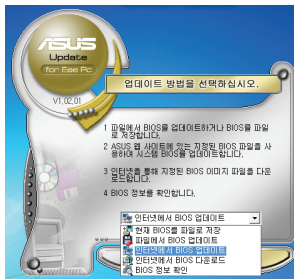 ASUS
Update
for Eee Pc
V1.02.01
업데이트 방법을 선택하십시오.
1 파일에서 BIOS를 업데이트하거나 BIOS를 파일
로 저장합니다.
2 ASUS 웹 사이트에 있는 지정된 BIOS 파일을 사
용하여 시스템 BIOS를 업데이트합니다.
3 인터넷을 통해 지정된 BIOS 이미지 파일을 다운
로드합니다.
4 BIOS 정보를 확인합니다.
인터넷에서 BIOS 업데이트
현재 BIOS를 파일로 저장
파일에서 BIOS 업데이트
인터넷에서 BIOS 업데이트
인터넷에서 BIOS 다운로드
BIOS 정보 확인